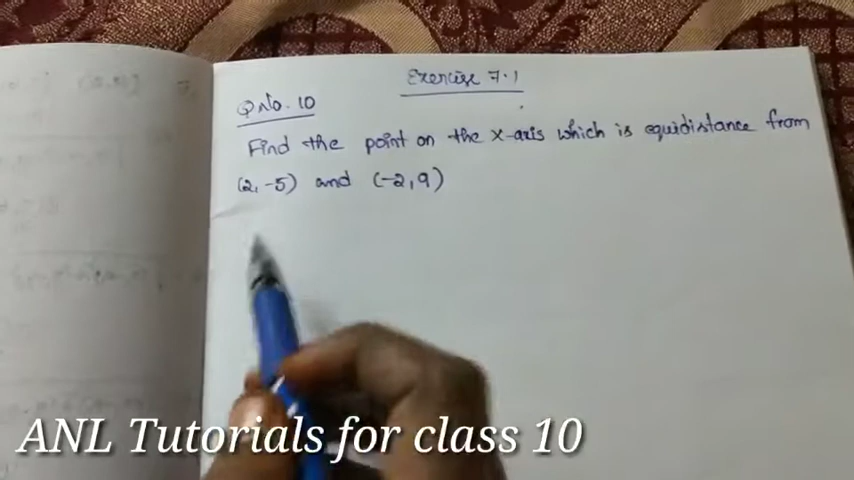 Exercise 7.1
Q No. 10
Find the point on the x-axis which is equidistance from
(2, -5) and (-2, 9)
ANL Tutorials for class 10